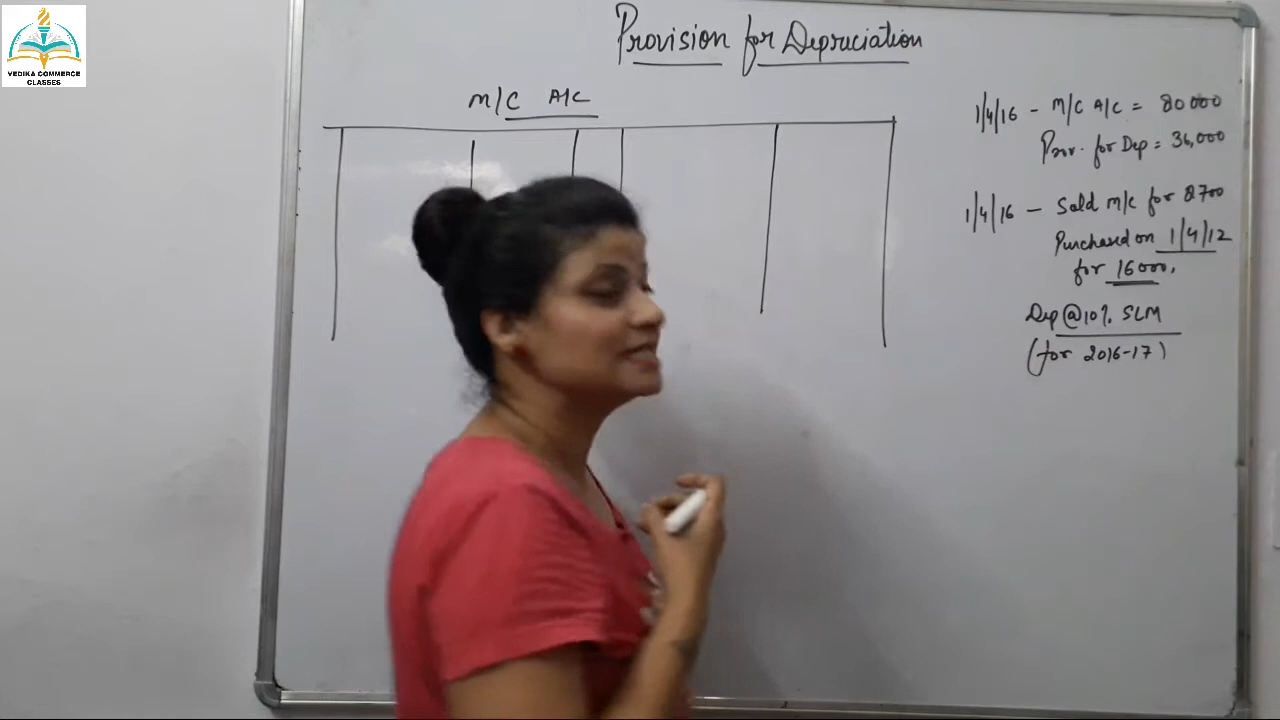 VEDIKA COMMERCE
CLASSES
Provision for Depreciation
M/C A/C
1/4/16 - M/C A/C = 80000
Prov. for Dep = 36,000
1/4/16 - Sold M/C for 8700
Purchased on 1/4/12
for 16000.
Dep@10% SLM
(for 2016-17)